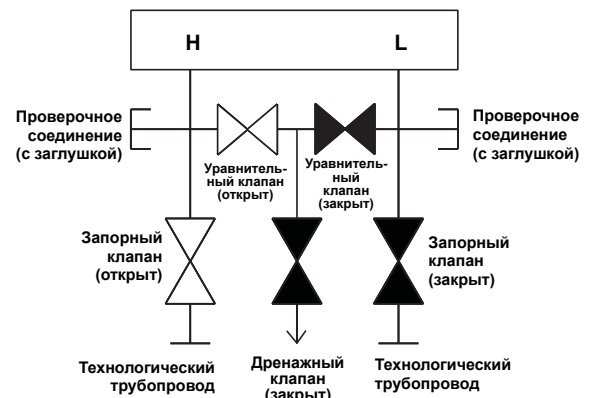 H
L
Проверочное
соединение
(с заглушкой)
Уравнитель-
ный клапан
(открыт)
Уравнитель-
ный
клапан
(закрыт)
Проверочное
соединение
(с заглушкой)
Запорный
клапан
(открыт)
Запорный
клапан
(закрыт)
Технологический
трубопровод
Дренажный
клапан
(закрыт)
Технологический
трубопровод